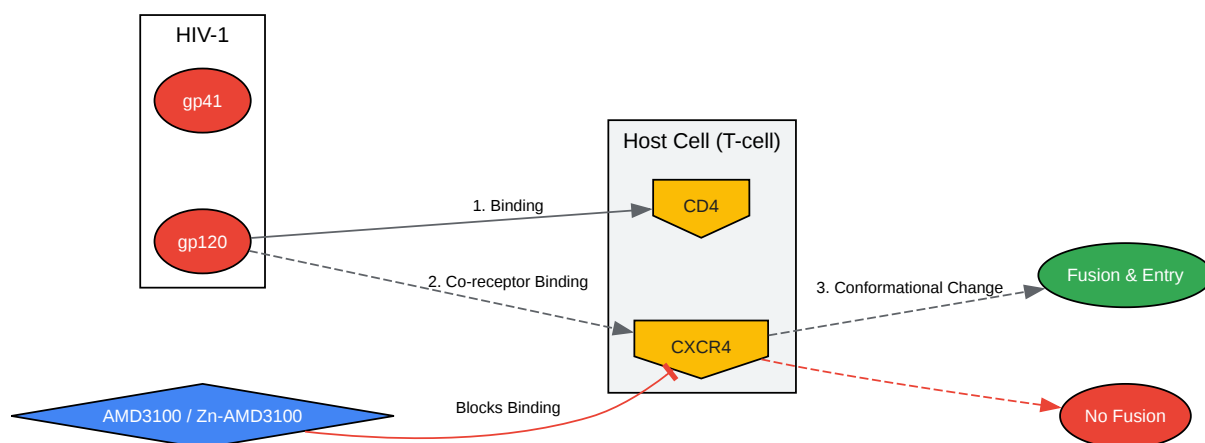 HIV-1
gp41
gp120
1. Binding
2. Co-receptor Binding
Host Cell (T-cell)
CD4
CXCR4
3. Conformational Change
Fusion & Entry
No Fusion
AMD3100 / Zn-AMD3100
Blocks Binding